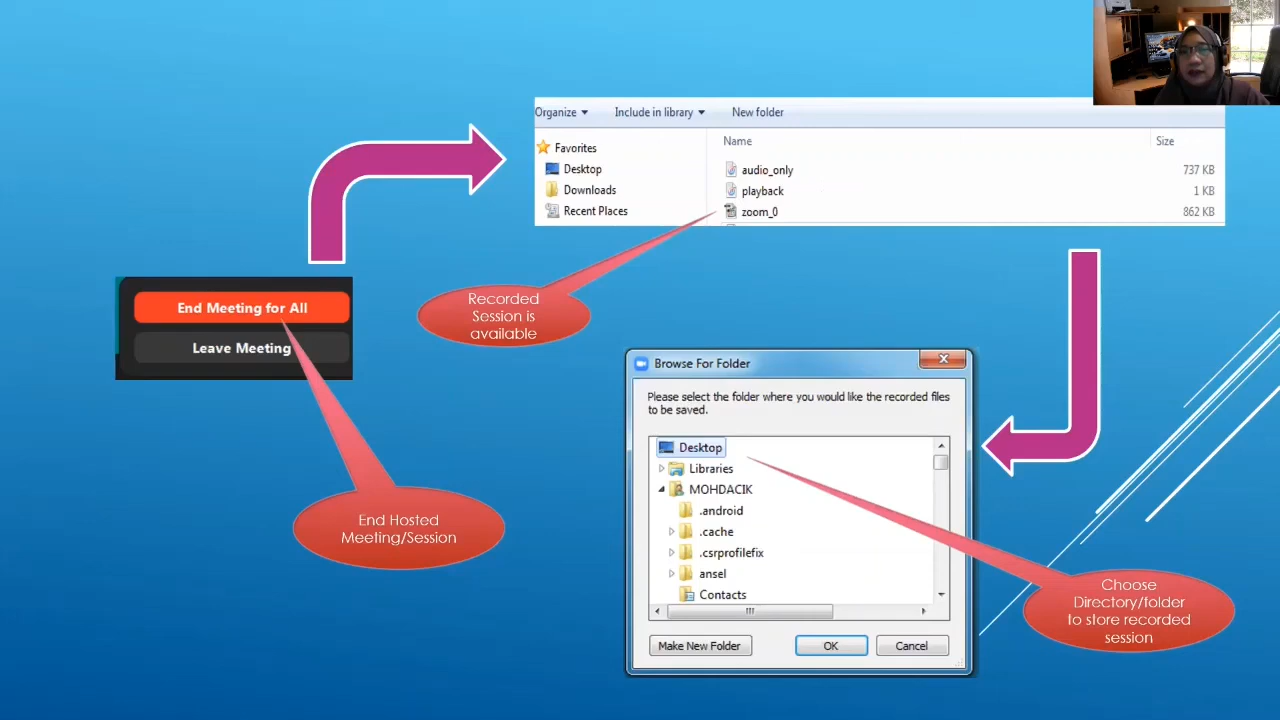 Organize
Include in library
New folder
Favorites
Desktop
Downloads
Recent Places
Name
Size
audio_only
737 KB
playback
1 KB
zoom_0
862 KB
End Meeting for All
Leave Meeting
Recorded
Session is
available
End Hosted
Meeting/Session
Browse For Folder
Please select the folder where you would like the recorded files
to be saved.
Desktop
Libraries
MOHDACIK
.android
.cache
.csrprofilefix
ansel
Contacts
Make New Folder
OK
Cancel
Choose
Directory/folder
to store recorded
session